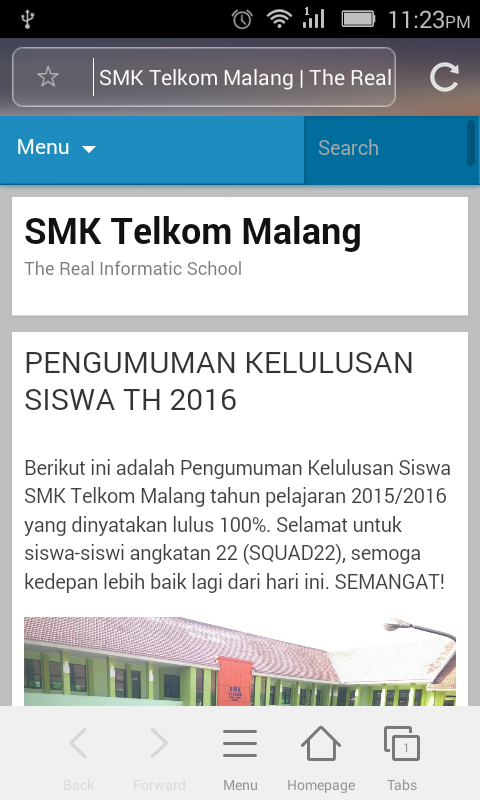 1
11:23PM
SMK Telkom Malang | The Real
Menu
Search
SMK Telkom Malang
The Real Informatic School
PENGUMUMAN KELULUSAN
SISWA TH 2016
Berikut ini adalah Pengumuman Kelulusan Siswa
SMK Telkom Malang tahun pelajaran 2015/2016
yang dinyatakan lulus 100%. Selamat untuk
siswa-siswi angkatan 22 (SQUAD22), semoga
kedepan lebih baik lagi dari hari ini. SEMANGAT!
1
Back
Forward
Menu
Homepage
Tabs